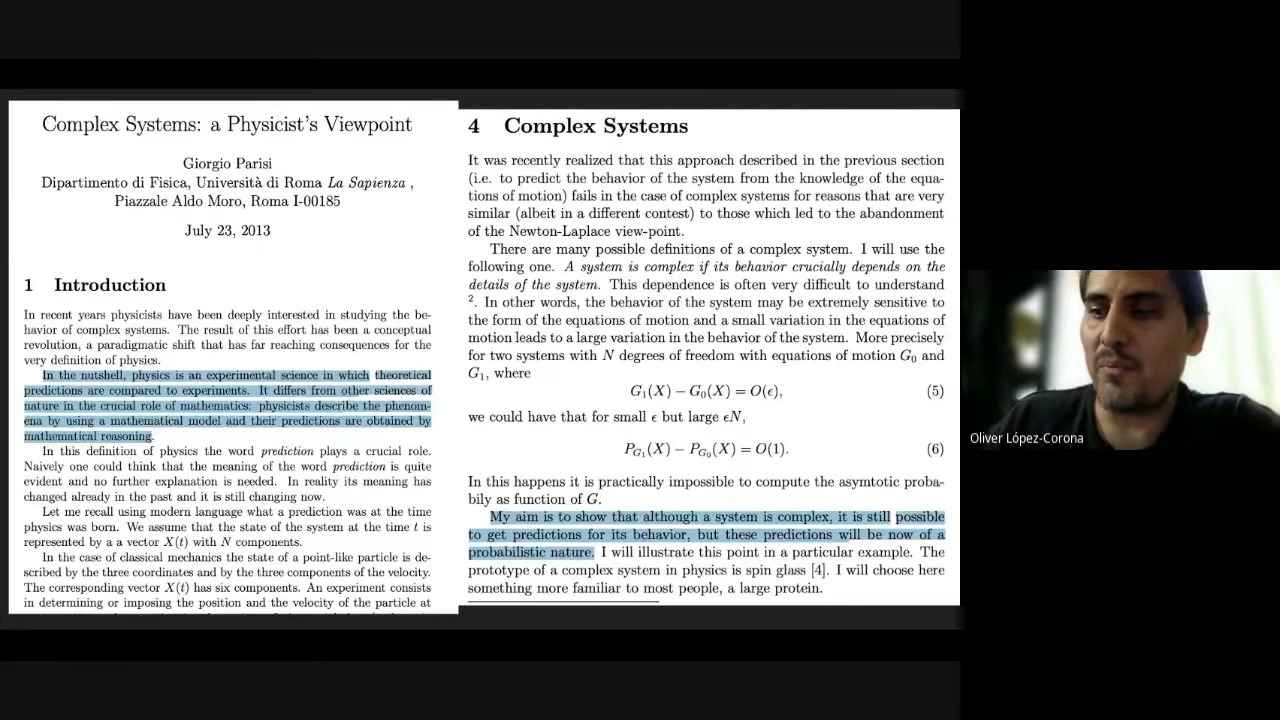 Complex Systems: a Physicist's Viewpoint
Giorgio Parisi
Dipartimento di Fisica, Università di Roma La Sapienza ,
Piazzale Aldo Moro, Roma I-00185
July 23, 2013
1 Introduction
In recent years physicists have been deeply interested in studying the be-
havior of complex systems. The result of this effort has been a conceptual
revolution, a paradigmatic shift that has far reaching consequences for the
very definition of physics.
In the nutshell, physics is an experimental science in which theoretical
predictions are compared to experiments. It differs from other sciences of
nature in the crucial role of mathematics: physicists describe the phenom-
ena by using a mathematical model and their predictions are obtained by
mathematical reasoning.
In this definition of physics the word prediction plays a crucial role.
Naively one could think that the meaning of the word prediction is quite
evident and no further explanation is needed. In reality its meaning has
changed already in the past and it is still changing now.
Let me recall using modern language what a prediction was at the time
physics was born. We assume that the state of the system at the time t is
represented by a a vector X(t) with N components.
In the case of classical mechanics the state of a point-like particle is de-
scribed by the three coordinates and by the three components of the velocity.
The corresponding vector X(t) has six components. An experiment consists
in determining or imposing the position and the velocity of the particle at
4 Complex Systems
It was recently realized that this approach described in the previous section
(i.e. to predict the behavior of the system from the knowledge of the equa-
tions of motion) fails in the case of complex systems for reasons that are very
similar (albeit in a different contest) to those which led to the abandonment
of the Newton-Laplace view-point.
There are many possible definitions of a complex system. I will use the
following one. A system is complex if its behavior crucially depends on the
details of the system. This dependence is often very difficult to understand
2. In other words, the behavior of the system may be extremely sensitive to
the form of the equations of motion and a small variation in the equations of
motion leads to a large variation in the behavior of the system. More precisely
for two systems with N degrees of freedom with equations of motion G₀ and
G₁, where
G₁(X) − G₀(X) = O(ϵ), (5)
we could have that for small ϵ but large ϵN,
P_{G₁}(X) − P_{G₀}(X) = O(1). (6)
In this happens it is practically impossible to compute the asymtotic proba-
bily as function of G.
My aim is to show that although a system is complex, it is still possible
to get predictions for its behavior, but these predictions will be now of a
probabilistic nature. I will illustrate this point in a particular example. The
prototype of a complex system in physics is spin glass [4]. I will choose here
something more familiar to most people, a large protein.
Oliver López-Corona